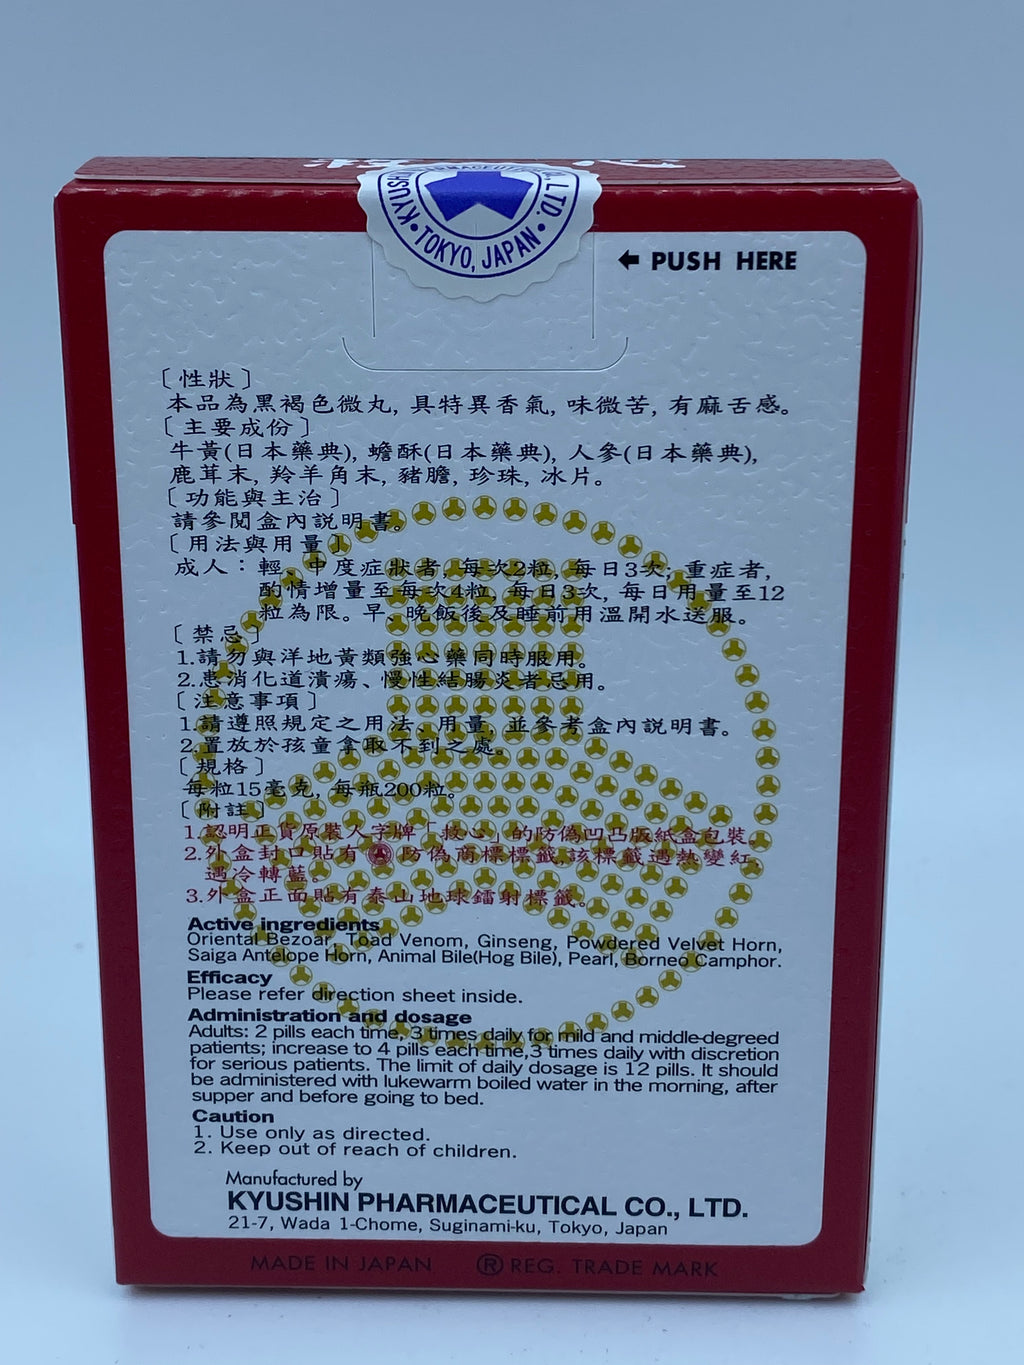 KYUSHIN PHARMACEUTICAL CO., LTD.
•TOKYO, JAPAN•
← PUSH HERE
〔性狀〕
本品為黑褐色微丸, 具特異香氣, 味微苦, 有麻舌感。
〔主要成份〕
牛黃(日本藥典), 蟾酥(日本藥典), 人參(日本藥典),
鹿茸末, 羚羊角末, 豬膽, 珍珠, 冰片。
〔功能與主治〕
請參閱盒內說明書。
〔用法與用量〕
成人：輕、中度症狀者, 每次2粒, 每日3次, 重症者,
酌情增量至每次4粒, 每日3次, 每日用量至12
粒為限。早、晚飯後及睡前用溫開水送服。
〔禁忌〕
1.請勿與洋地黃類強心藥同時服用。
2.患消化道潰瘍、慢性結腸炎者忌用。
〔注意事項〕
1.請遵照規定之用法、用量, 並參考盒內說明書。
2.置放於孩童拿取不到之處。
〔規格〕
每粒15毫克, 每瓶200粒。
〔附註〕
1.認明正貨原裝人字牌「救心」的防偽凹凸版紙盒包裝。
2.外盒封口貼有 防偽商標標籤,該標籤遇熱變紅,
遇冷轉藍。
3.外盒正面貼有泰山地球鐳射標籤。
Active ingredients
Oriental Bezoar, Toad Venom, Ginseng, Powdered Velvet Horn,
Saiga Antelope Horn, Animal Bile(Hog Bile), Pearl, Borneo Camphor.
Efficacy
Please refer direction sheet inside.
Administration and dosage
Adults: 2 pills each time, 3 times daily for mild and middle-degreed
patients; increase to 4 pills each time,3 times daily with discretion
for serious patients. The limit of daily dosage is 12 pills. It should
be administered with lukewarm boiled water in the morning, after
supper and before going to bed.
Caution
1. Use only as directed.
2. Keep out of reach of children.
Manufactured by
KYUSHIN PHARMACEUTICAL CO., LTD.
21-7, Wada 1-Chome, Suginami-ku, Tokyo, Japan
MADE IN JAPAN ® REG. TRADE MARK